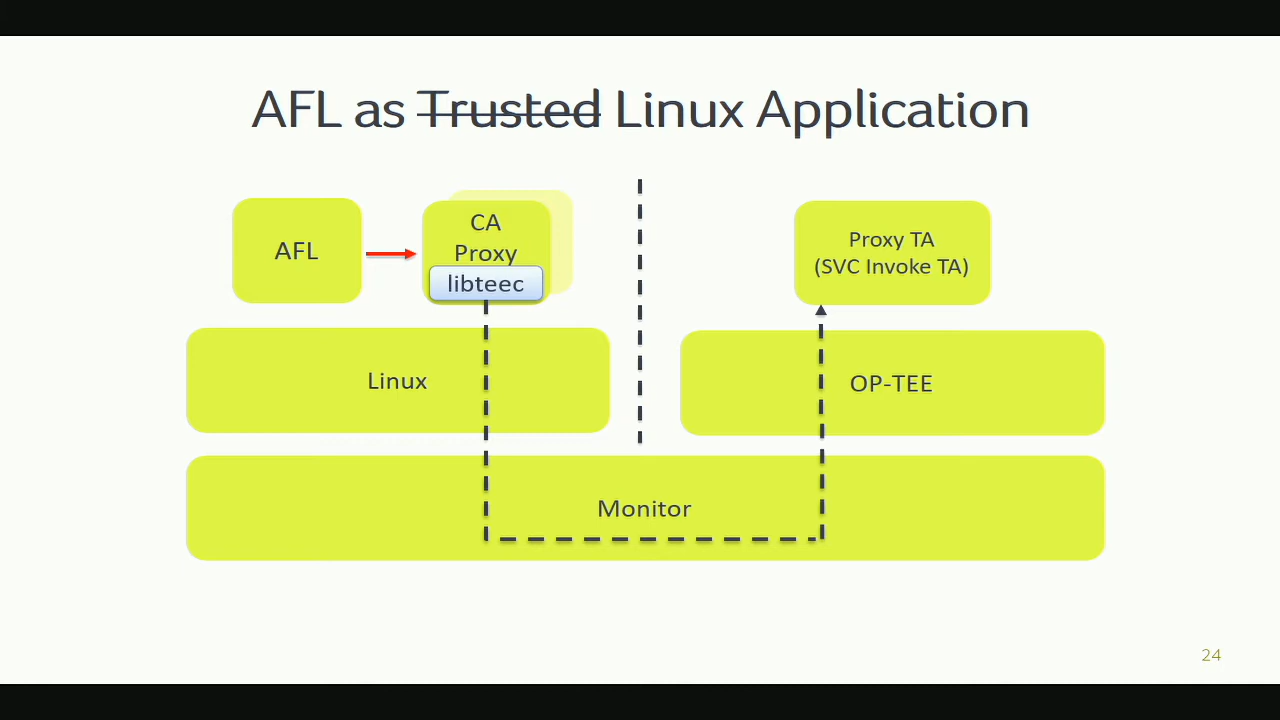 AFL as Trusted Linux Application
AFL
CA
Proxy
libteec
Proxy TA
(SVC Invoke TA)
Linux
OP-TEE
Monitor
24